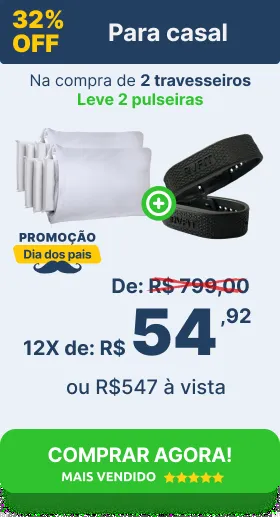 32%
OFF
Para casal
Na compra de 2 travesseiros
Leve 2 pulseiras
PROMOÇÃO
Dia dos pais
De: R$ 799,00
12X de: R$ 54,92
ou R$547 à vista
COMPRAR AGORA!
MAIS VENDIDO